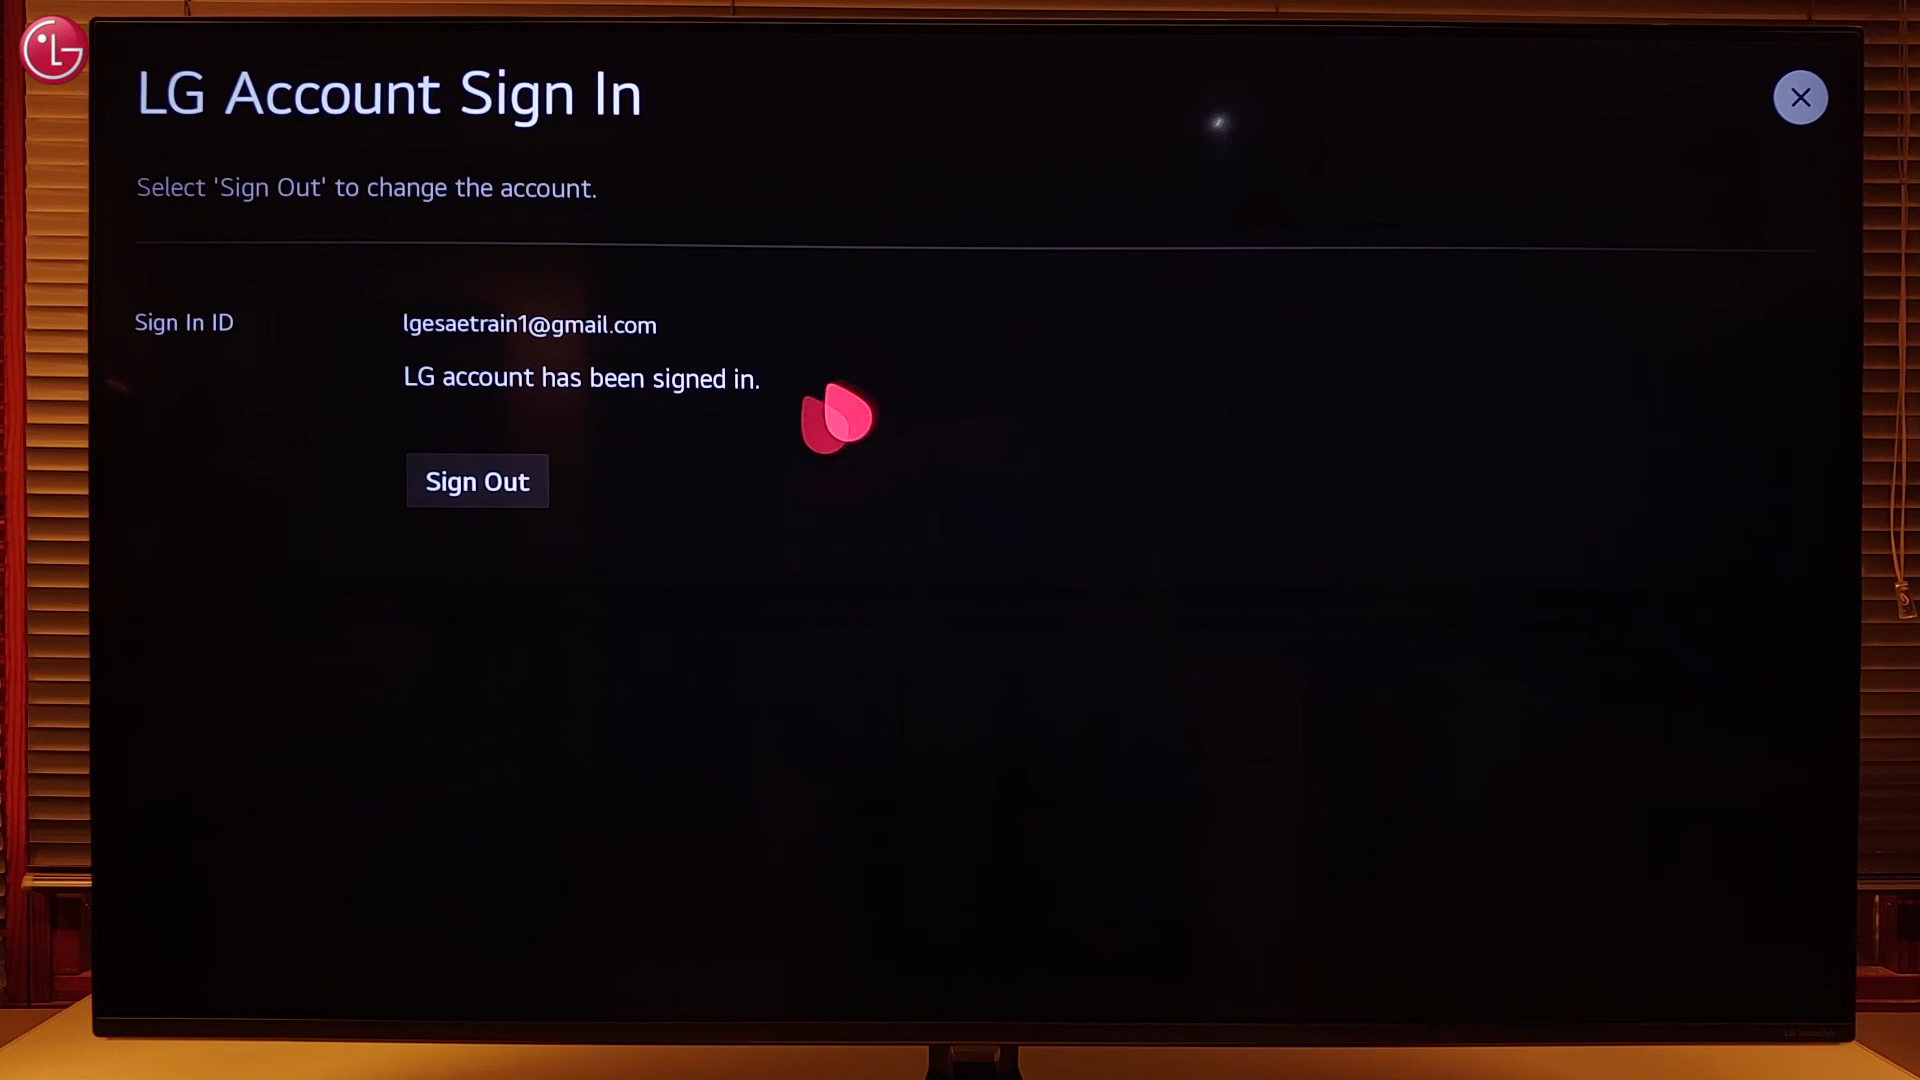 LG Account Sign In
Select 'Sign Out' to change the account.
Sign In ID
lgesaetrain1@gmail.com
LG account has been signed in.
Sign Out